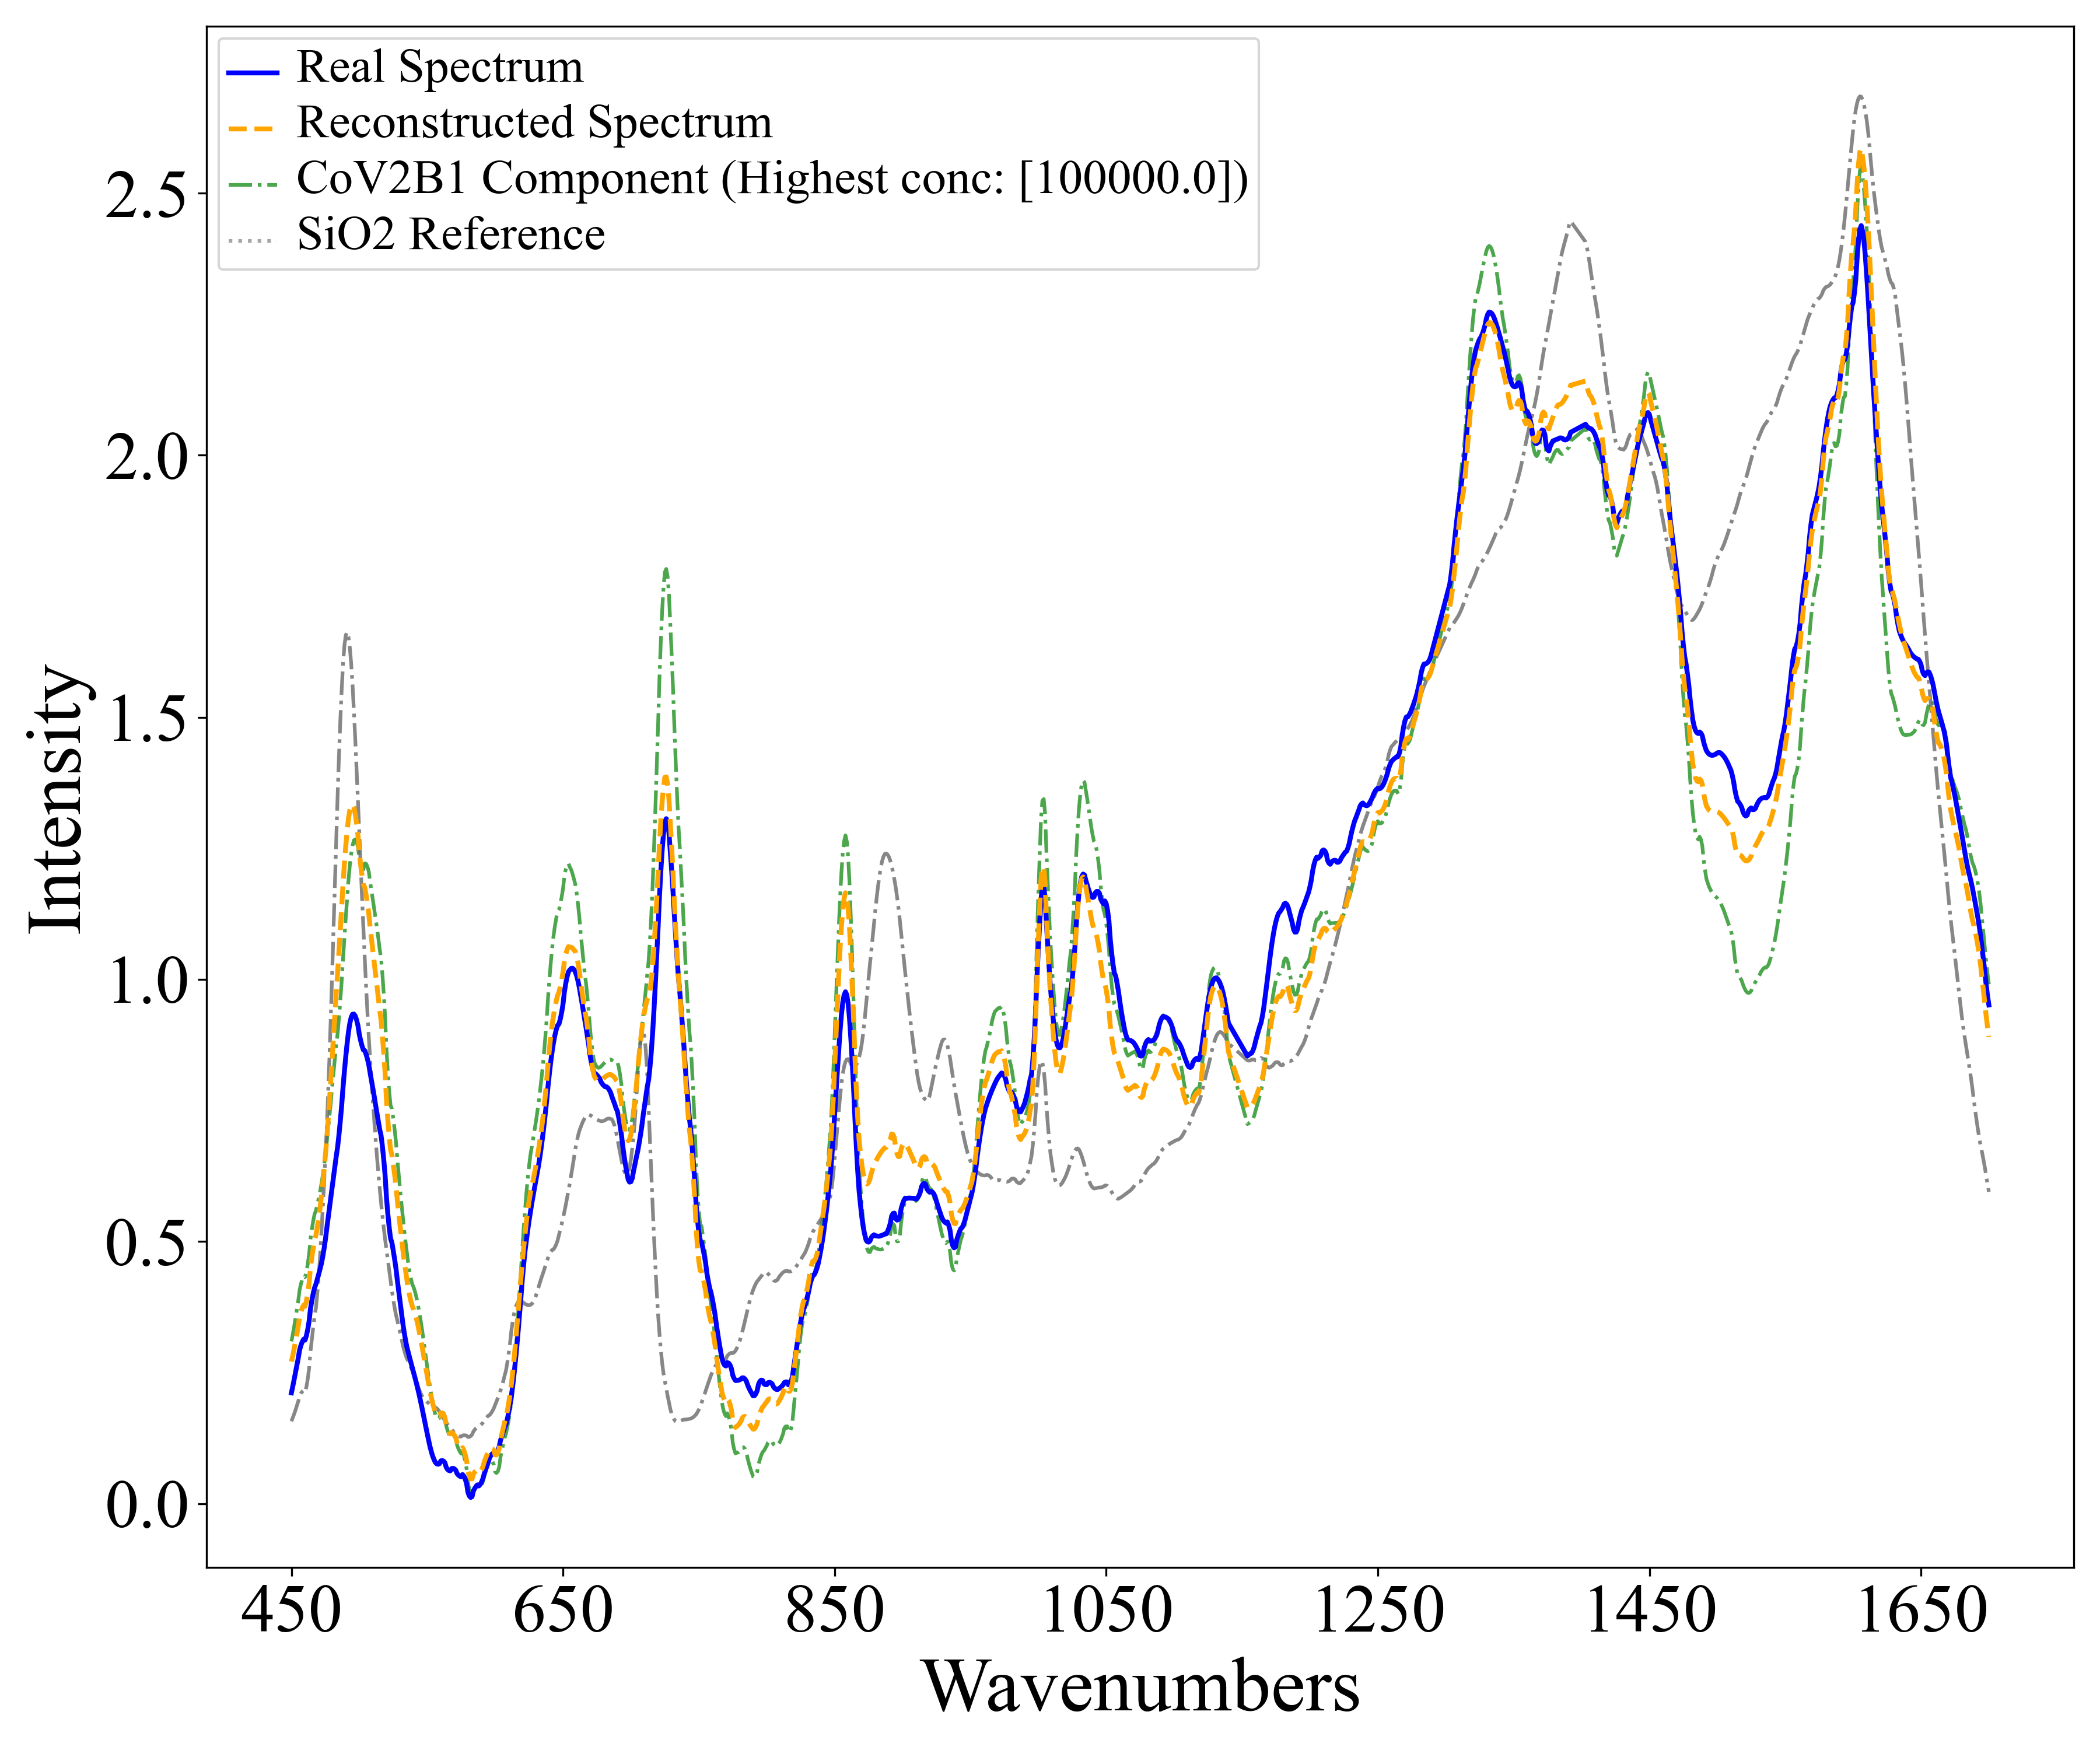 Real Spectrum
Reconstructed Spectrum
CoV2B1 Component (Highest conc: [100000.0])
SiO2 Reference
Intensity
2.5
2.0
1.5
1.0
0.5
0.0
450 650 850 1050 1250 1450 1650
Wavenumbers